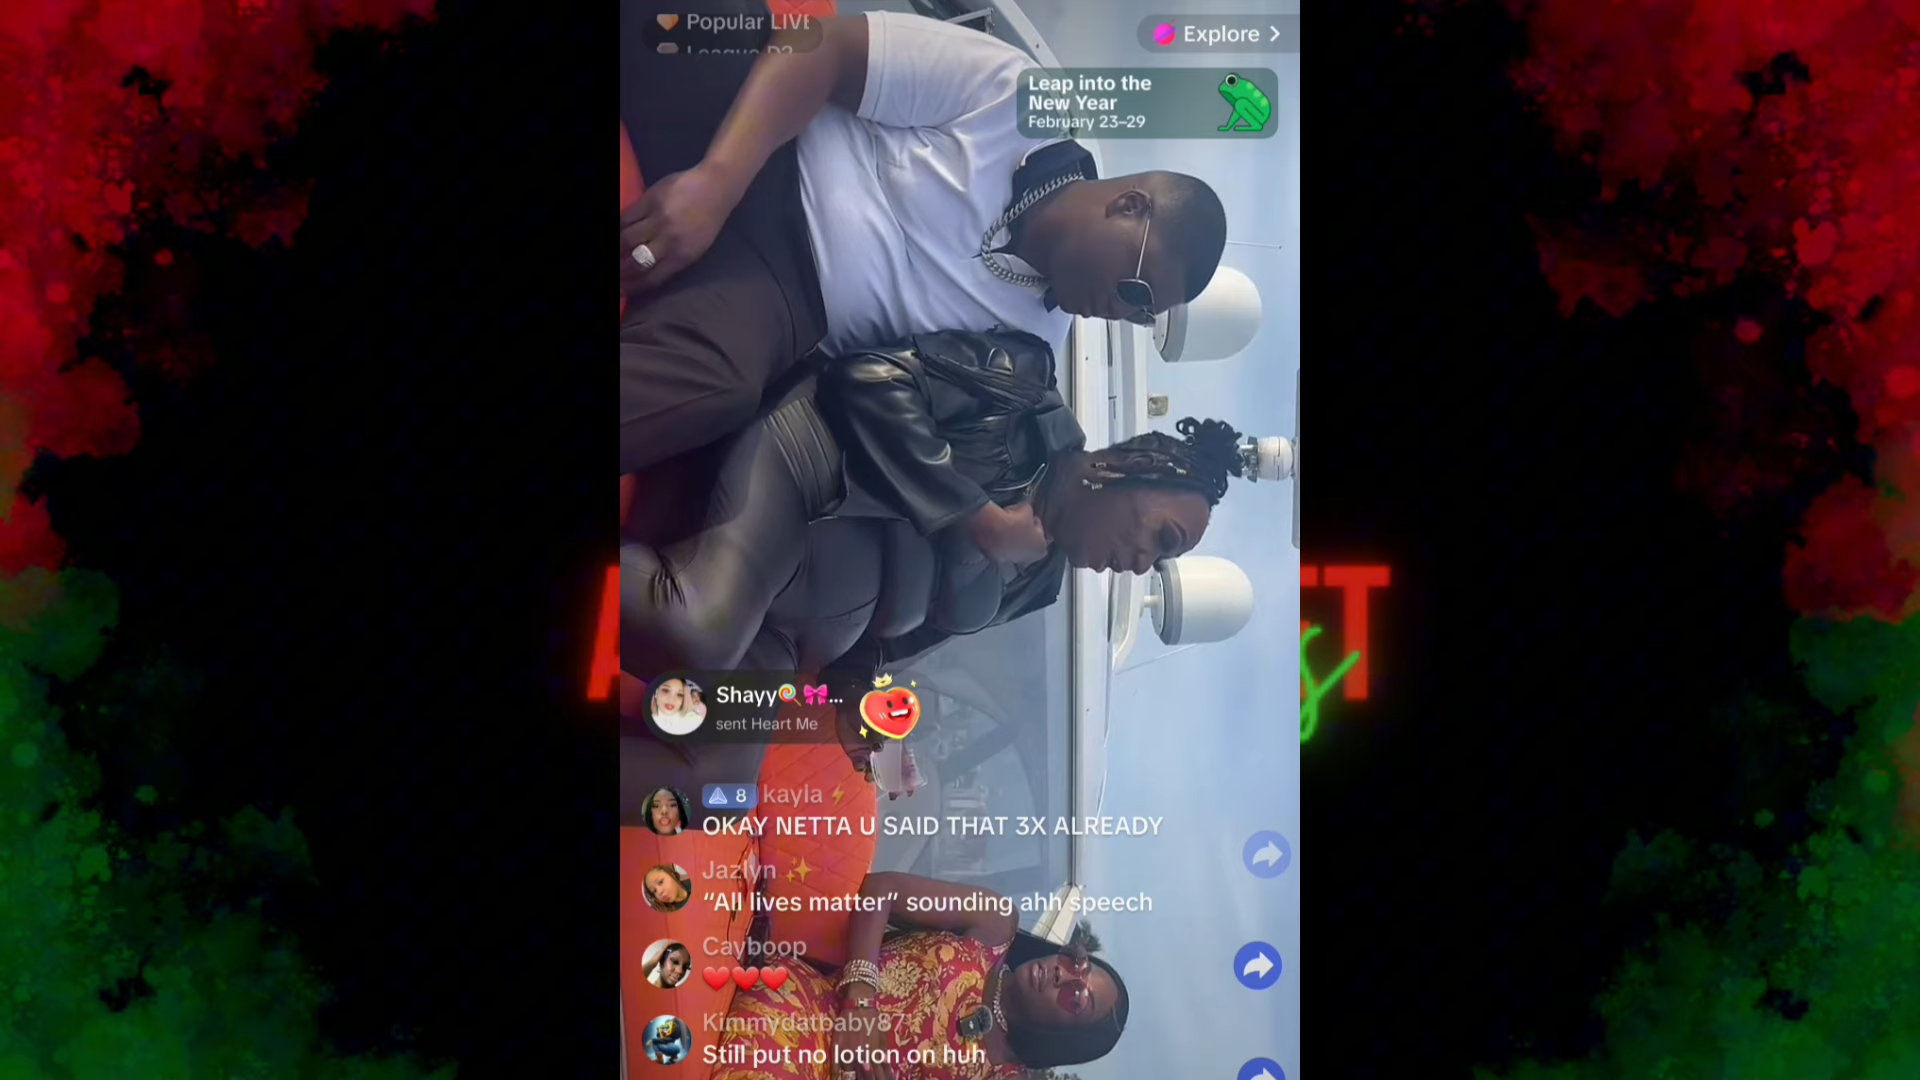 Popular LIVE
League D2
Explore >
Leap into the
New Year
February 23–29
Shayy🍭🎀...
sent Heart Me
8 kayla⚡
OKAY NETTA U SAID THAT 3X ALREADY
Jazlyn ✨
“All lives matter” sounding ahh speech
Cayboop
❤️❤️❤️
Kimmydatbaby87
Still put no lotion on huh